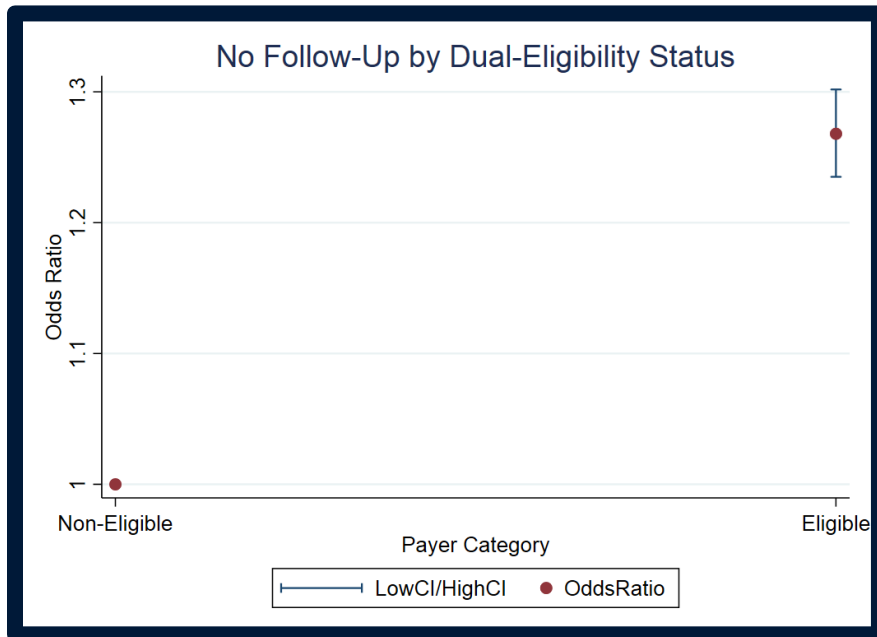 No Follow-Up by Dual-Eligibility Status
Odds Ratio
1.3
1.2
1.1
1
Non-Eligible
Eligible
Payer Category
LowCI/HighCI
OddsRatio